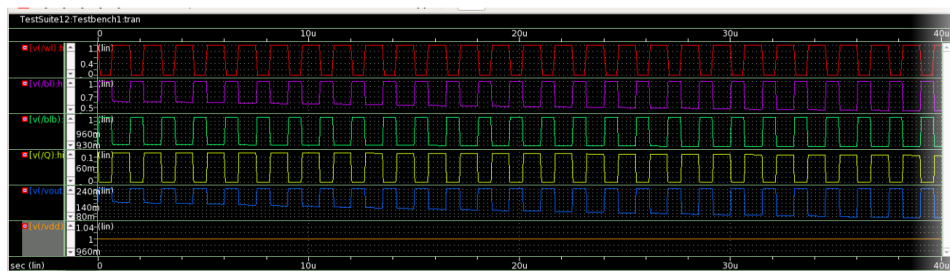 TestSuite12:Testbench1:tran
0 10u 20u 30u 40u
[v(/wl):t 1 (lin)
0.4
0
[v(/bl):h 1 (lin)
0.7
0.5
[v(/blb): 1 (lin)
960m
930m
[v(/Q):hi 0.1 (lin)
60m
0
[v(/vout 240m(lin)
140m
80m
[v(/vdd) 1.04 (lin)
1
960m
sec (lin) 0 10u 20u 30u 40u